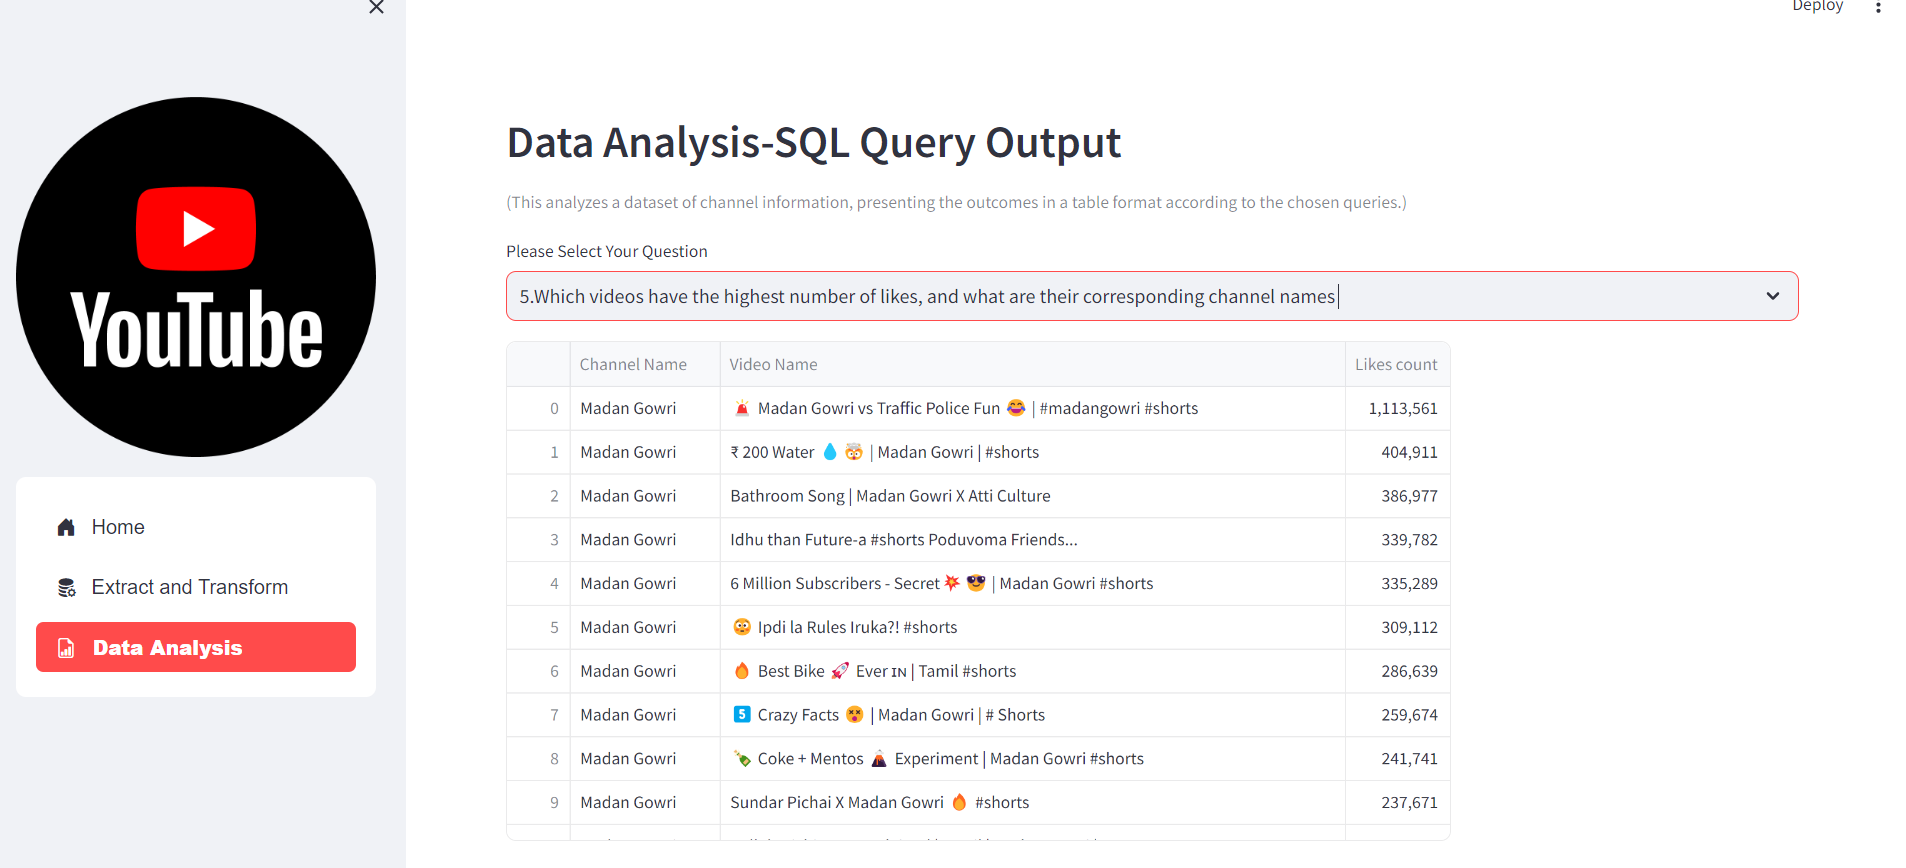 Deploy
YouTube
Home
Extract and Transform
Data Analysis
Data Analysis-SQL Query Output
(This analyzes a dataset of channel information, presenting the outcomes in a table format according to the chosen queries.)
Please Select Your Question
5.Which videos have the highest number of likes, and what are their corresponding channel names
Channel Name Video Name Likes count
0 Madan Gowri 🚨 Madan Gowri vs Traffic Police Fun 😂 | #madangowri #shorts 1,113,561
1 Madan Gowri ₹ 200 Water 💧 🤯 | Madan Gowri | #shorts 404,911
2 Madan Gowri Bathroom Song | Madan Gowri X Atti Culture 386,977
3 Madan Gowri Idhu than Future-a #shorts Poduvoma Friends... 339,782
4 Madan Gowri 6 Million Subscribers - Secret 💥 😎 | Madan Gowri #shorts 335,289
5 Madan Gowri 😳 Ipdi la Rules Iruka?! #shorts 309,112
6 Madan Gowri 🔥 Best Bike 🚀 Ever ɪɴ | Tamil #shorts 286,639
7 Madan Gowri 5️⃣ Crazy Facts 😵 | Madan Gowri | # Shorts 259,674
8 Madan Gowri 🍾 Coke + Mentos 🌋 Experiment | Madan Gowri #shorts 241,741
9 Madan Gowri Sundar Pichai X Madan Gowri 🔥 #shorts 237,671